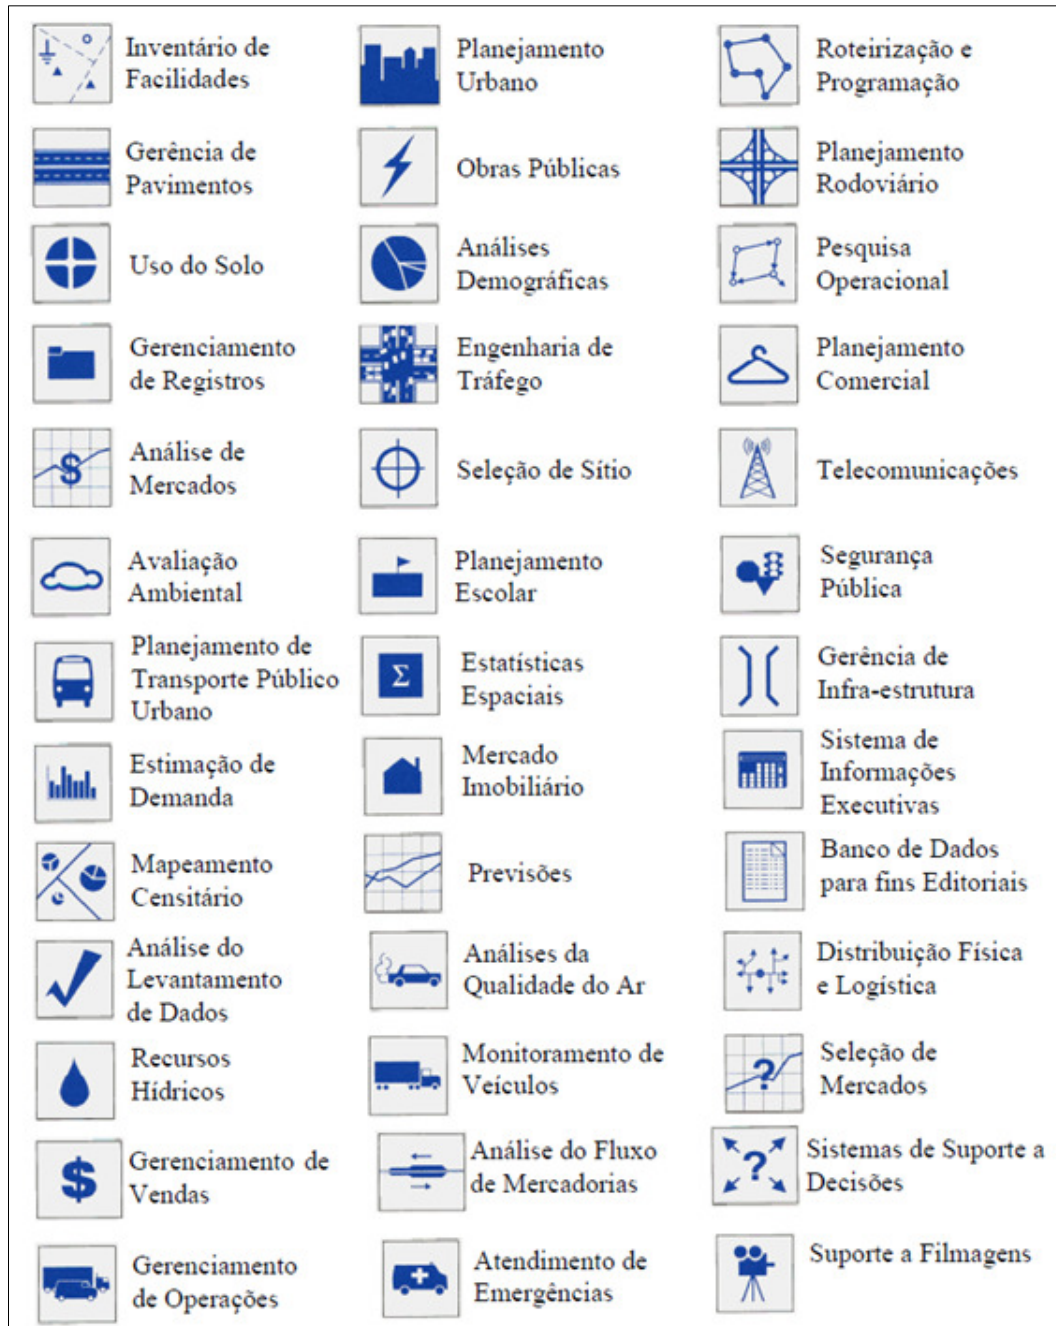 Inventário de
Facilidades
Planejamento
Urbano
Roteirização e
Programação
Gerência de
Pavimentos
Obras Públicas
Planejamento
Rodoviário
Uso do Solo
Análises
Demográficas
Pesquisa
Operacional
Gerenciamento
de Registros
Engenharia de
Tráfego
Planejamento
Comercial
$
Análise de
Mercados
Seleção de Sítio
Telecomunicações
Avaliação
Ambiental
Planejamento
Escolar
Segurança
Pública
Planejamento de
Transporte Público
Urbano
Σ
Estatísticas
Espaciais
Gerência de
Infra-estrutura
Estimação de
Demanda
Mercado
Imobiliário
Sistema de
Informações
Executivas
Mapeamento
Censitário
Previsões
Banco de Dados
para fins Editoriais
Análise do
Levantamento
de Dados
Análises da
Qualidade do Ar
Distribuição Física
e Logística
Recursos
Hídricos
Monitoramento de
Veículos
?
Seleção de
Mercados
$
Gerenciamento de
Vendas
Análise do Fluxo
de Mercadorias
?
Sistemas de Suporte a
Decisões
Gerenciamento
de Operações
Atendimento de
Emergências
Suporte a Filmagens